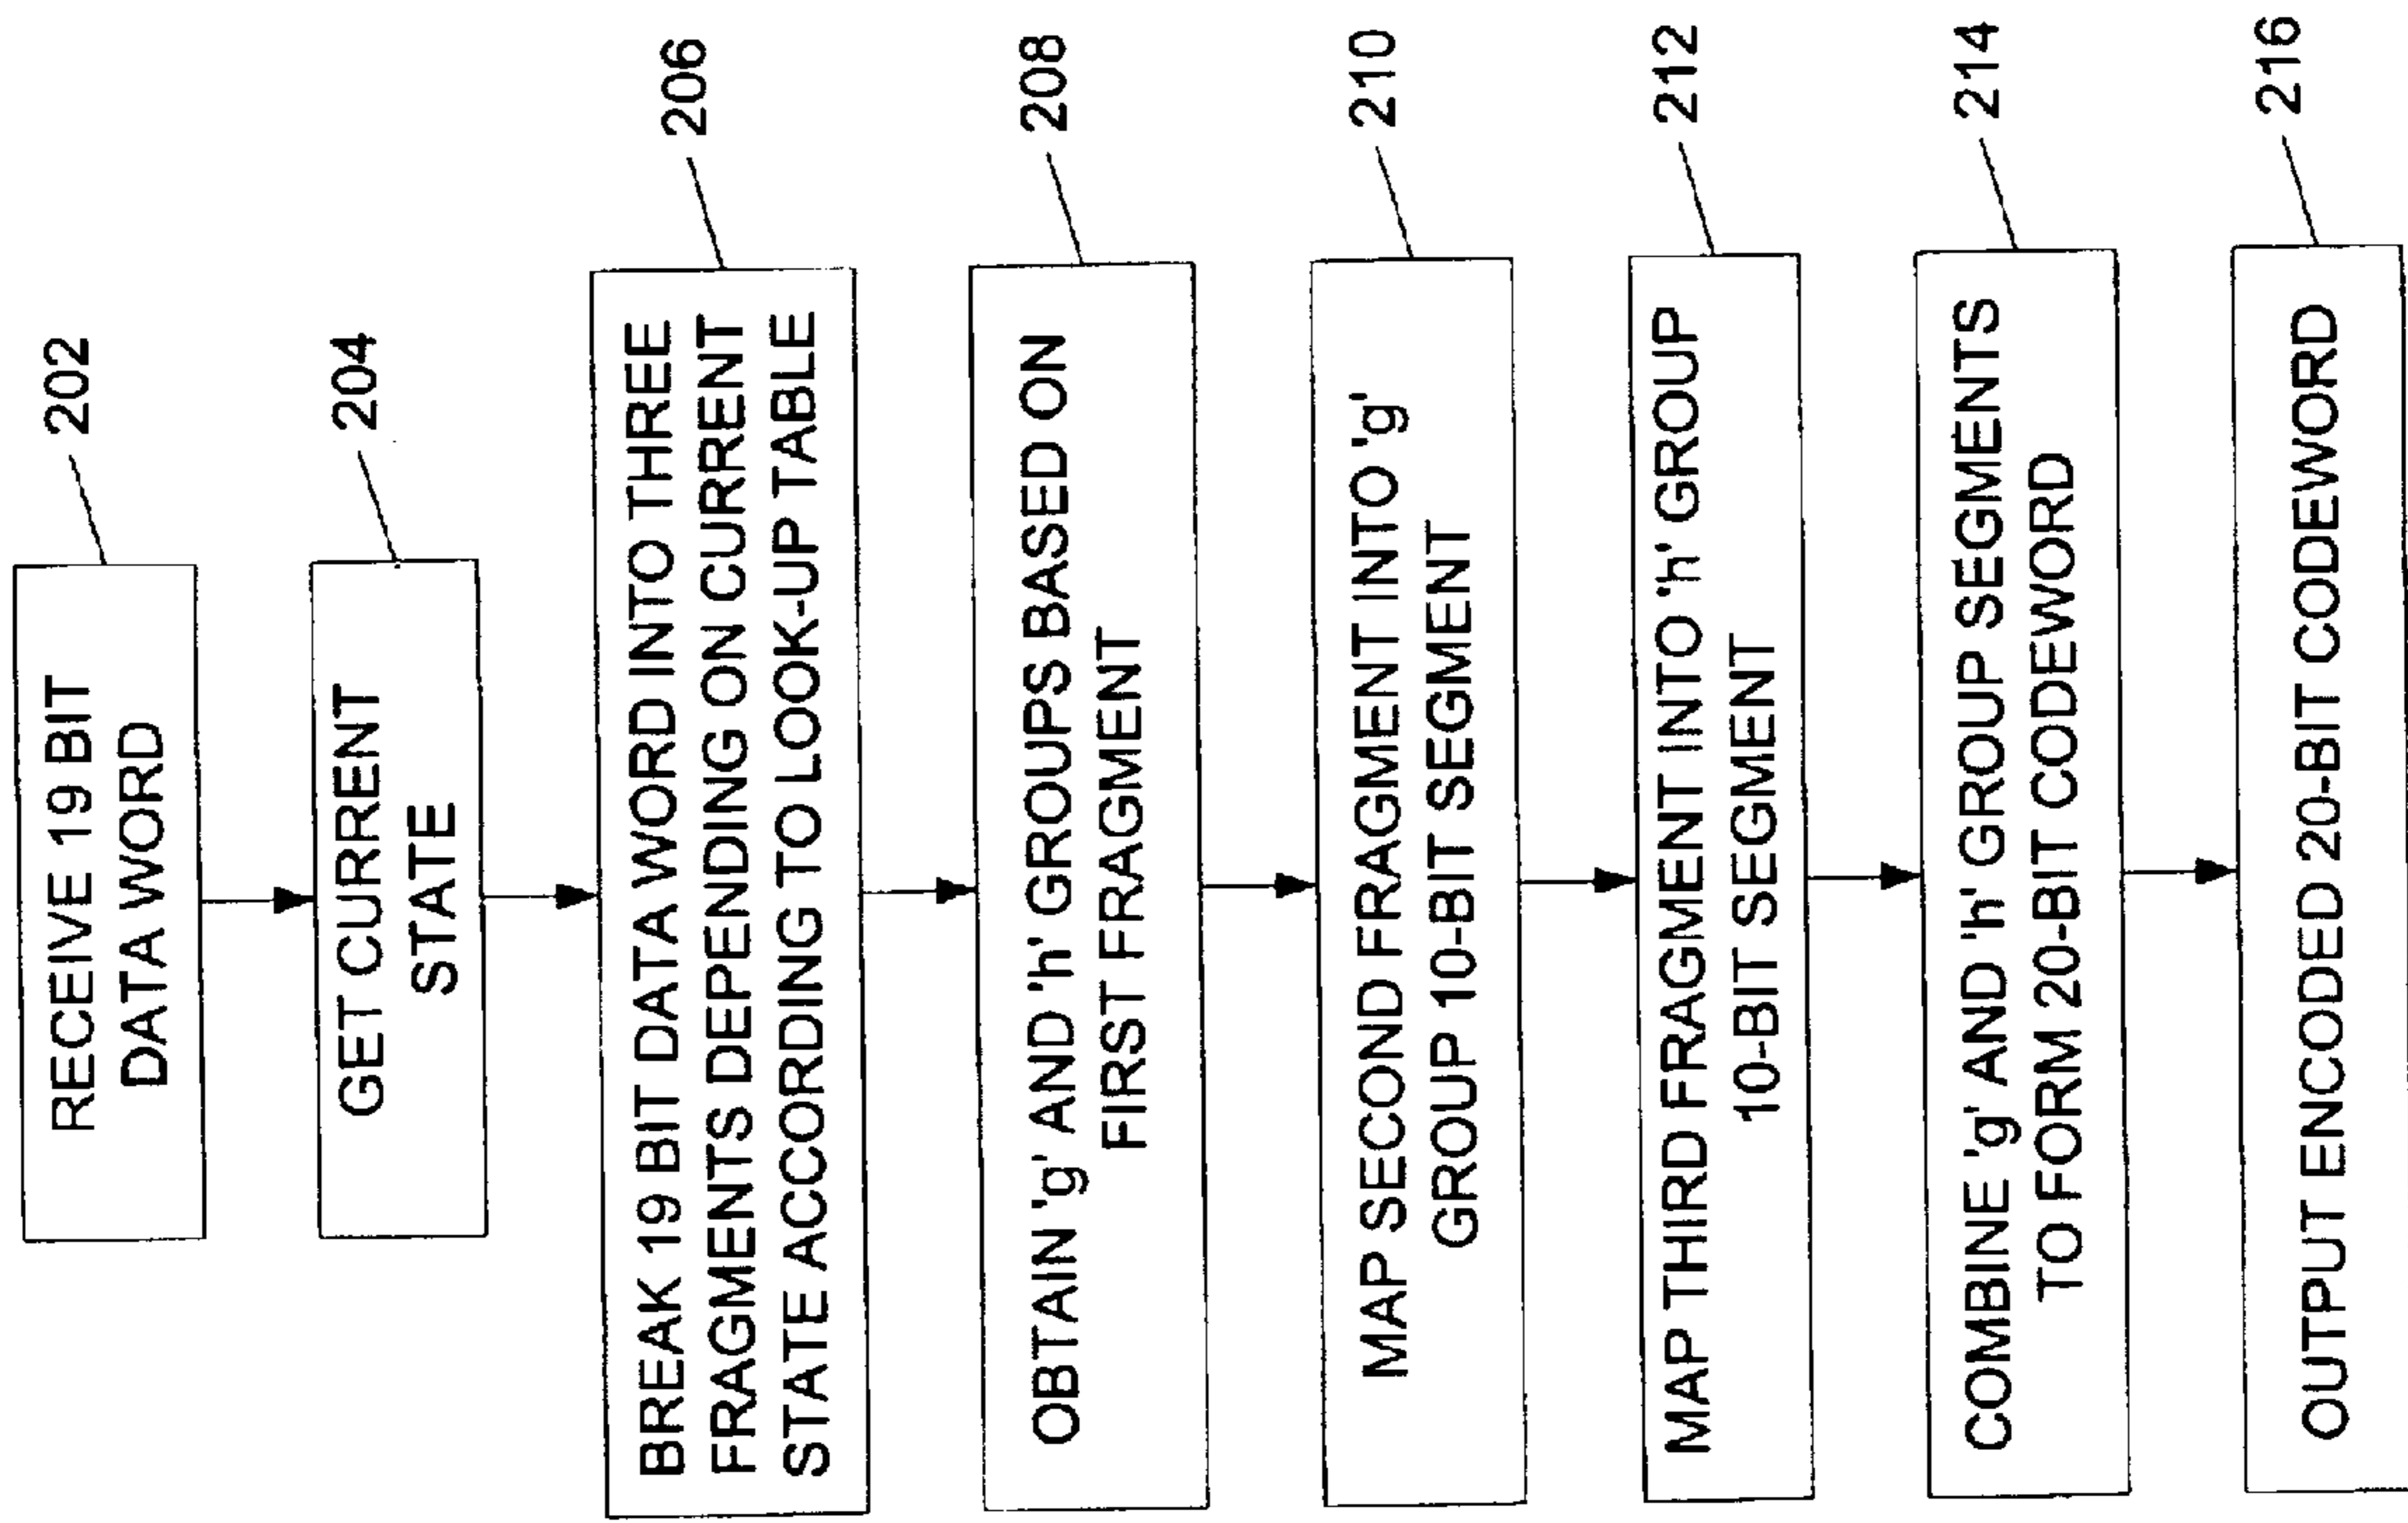 RECEIVE 19 BIT
DATA WORD
202
GET CURRENT
STATE
204
BREAK 19 BIT DATA WORD INTO THREE
FRAGMENTS DEPENDING ON CURRENT
STATE ACCORDING TO LOOK-UP TABLE
206
OBTAIN 'g' AND 'h' GROUPS BASED ON
FIRST FRAGMENT
208
MAP SECOND FRAGMENT INTO 'g'
GROUP 10-BIT SEGMENT
210
MAP THIRD FRAGMENT INTO 'h' GROUP
10-BIT SEGMENT
212
COMBINE 'g' AND 'h' GROUP SEGMENTS
TO FORM 20-BIT CODEWORD
214
OUTPUT ENCODED 20-BIT CODEWORD
216